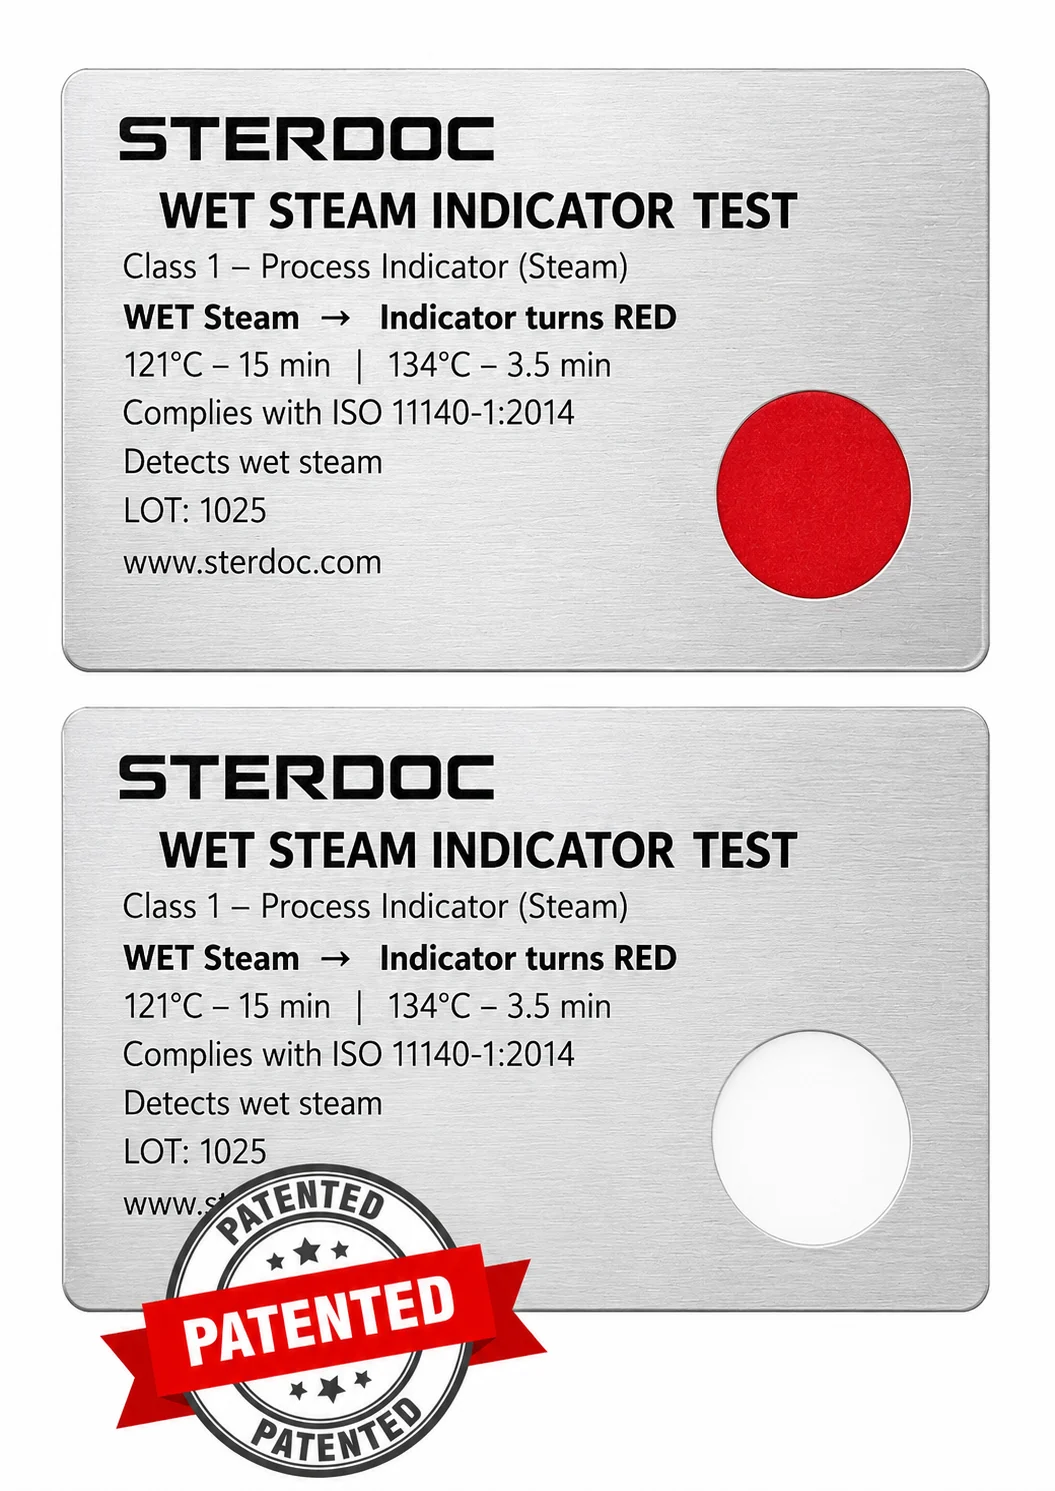 STERDOC
WET STEAM INDICATOR TEST
Class 1 – Process Indicator (Steam)
WET Steam → Indicator turns RED
121°C – 15 min | 134°C – 3.5 min
Complies with ISO 11140-1:2014
Detects wet steam
LOT: 1025
www.sterdoc.com
STERDOC
WET STEAM INDICATOR TEST
Class 1 – Process Indicator (Steam)
WET Steam → Indicator turns RED
121°C – 15 min | 134°C – 3.5 min
Complies with ISO 11140-1:2014
Detects wet steam
LOT: 1025
PATENTED
PATENTED
PATENTED